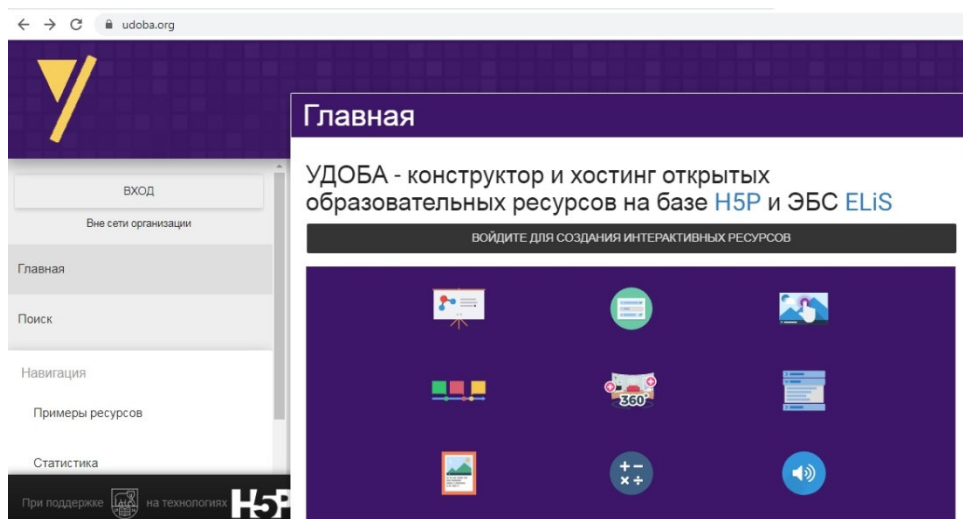 udoba.org
Главная
УДОБА - конструктор и хостинг открытых
образовательных ресурсов на базе H5P и ЭБС ELiS
ВОЙДИТЕ ДЛЯ СОЗДАНИЯ ИНТЕРАКТИВНЫХ РЕСУРСОВ
ВХОД
Вне сети организации
Главная
Поиск
Навигация
Примеры ресурсов
Статистика
При поддержке на технологиях H5P
360°